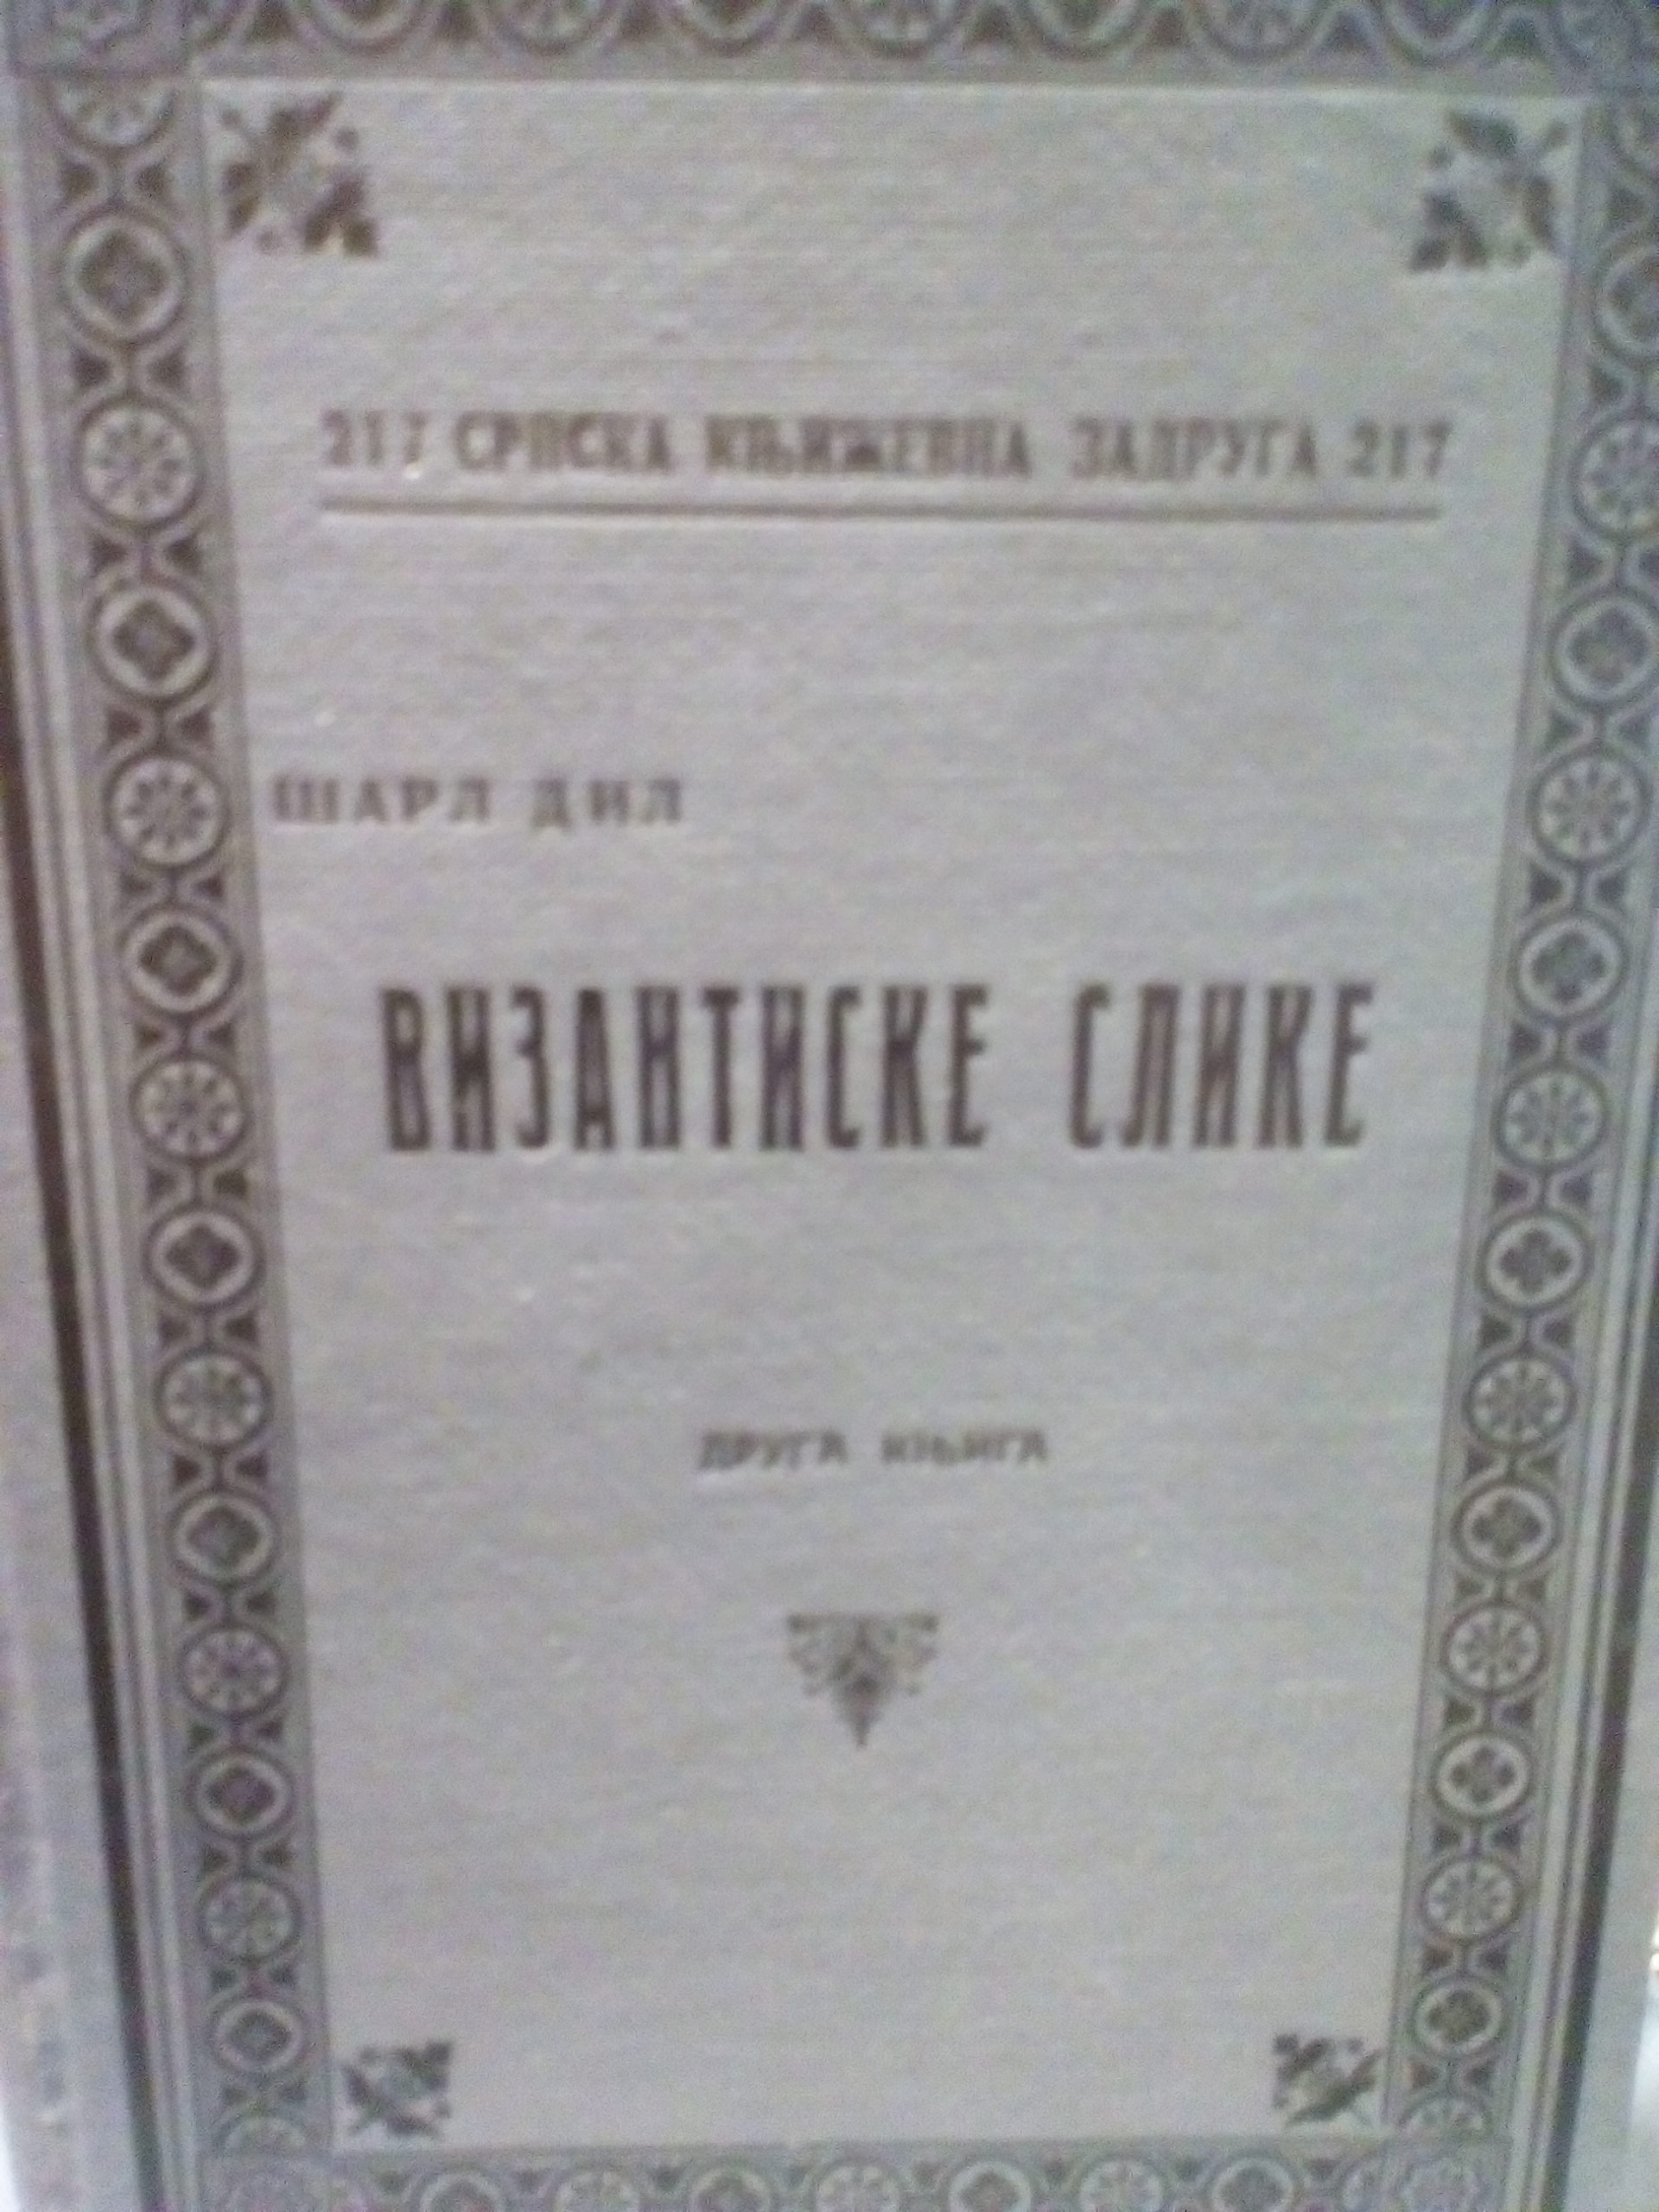 217 СРПСКА КЊИЖЕВНА ЗАДРУГА 217
ШАРЛ ДИЛ
ВИЗАНТИСКЕ СЛИКЕ
ДРУГА КЊИГА